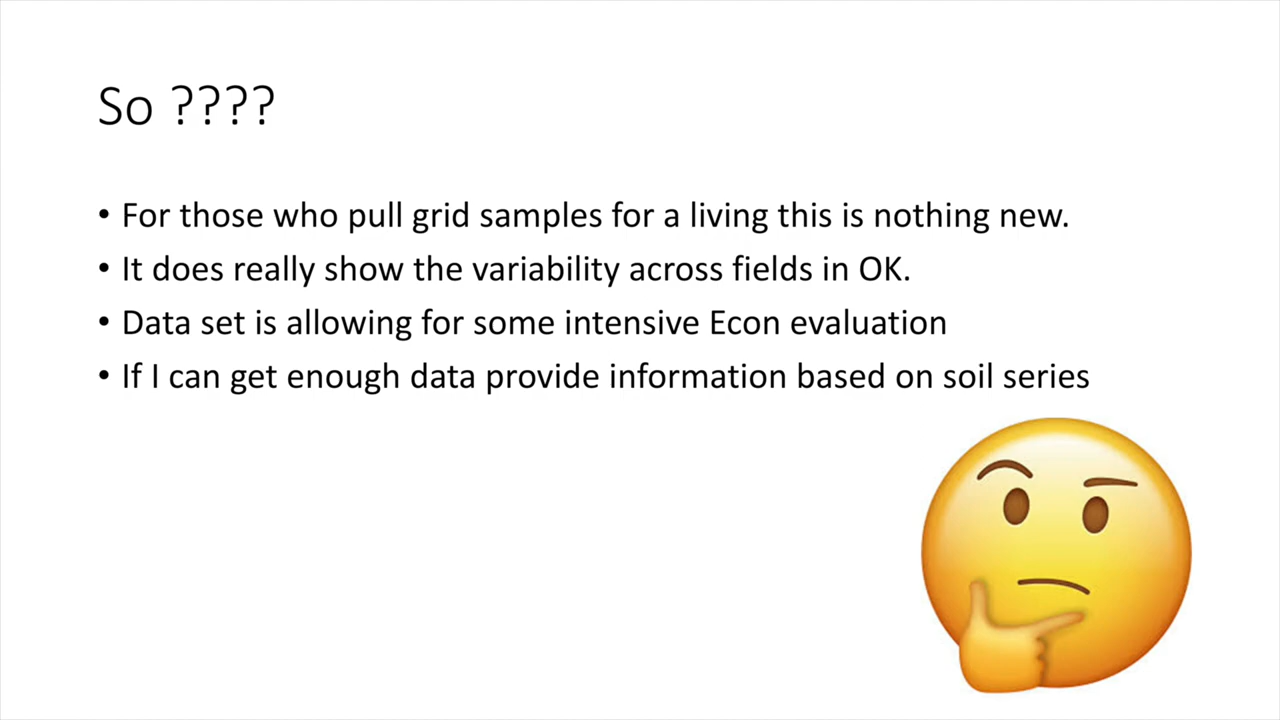 So ????
• For those who pull grid samples for a living this is nothing new.
• It does really show the variability across fields in OK.
• Data set is allowing for some intensive Econ evaluation
• If I can get enough data provide information based on soil series